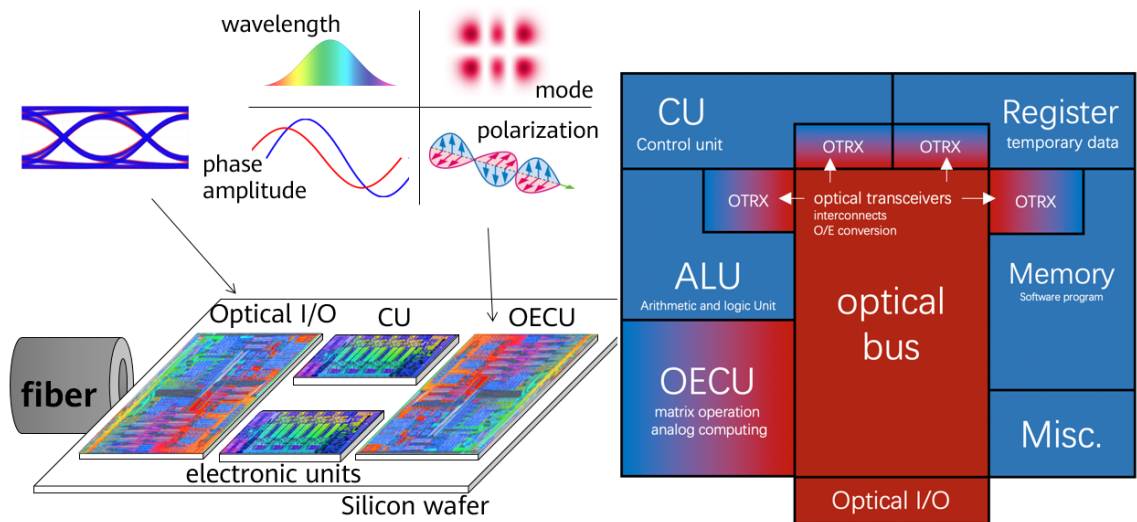 wavelength
mode
phase
amplitude
polarization
Optical I/O
CU
OECU
fiber
electronic units
Silicon wafer
CU
Control unit
Register
temporary data
OTRX
OTRX
OTRX
optical transceivers
interconnects
O/E conversion
OTRX
ALU
Arithmetic and logic Unit
optical
bus
Memory
Software program
OECU
matrix operation
analog computing
Misc.
Optical I/O